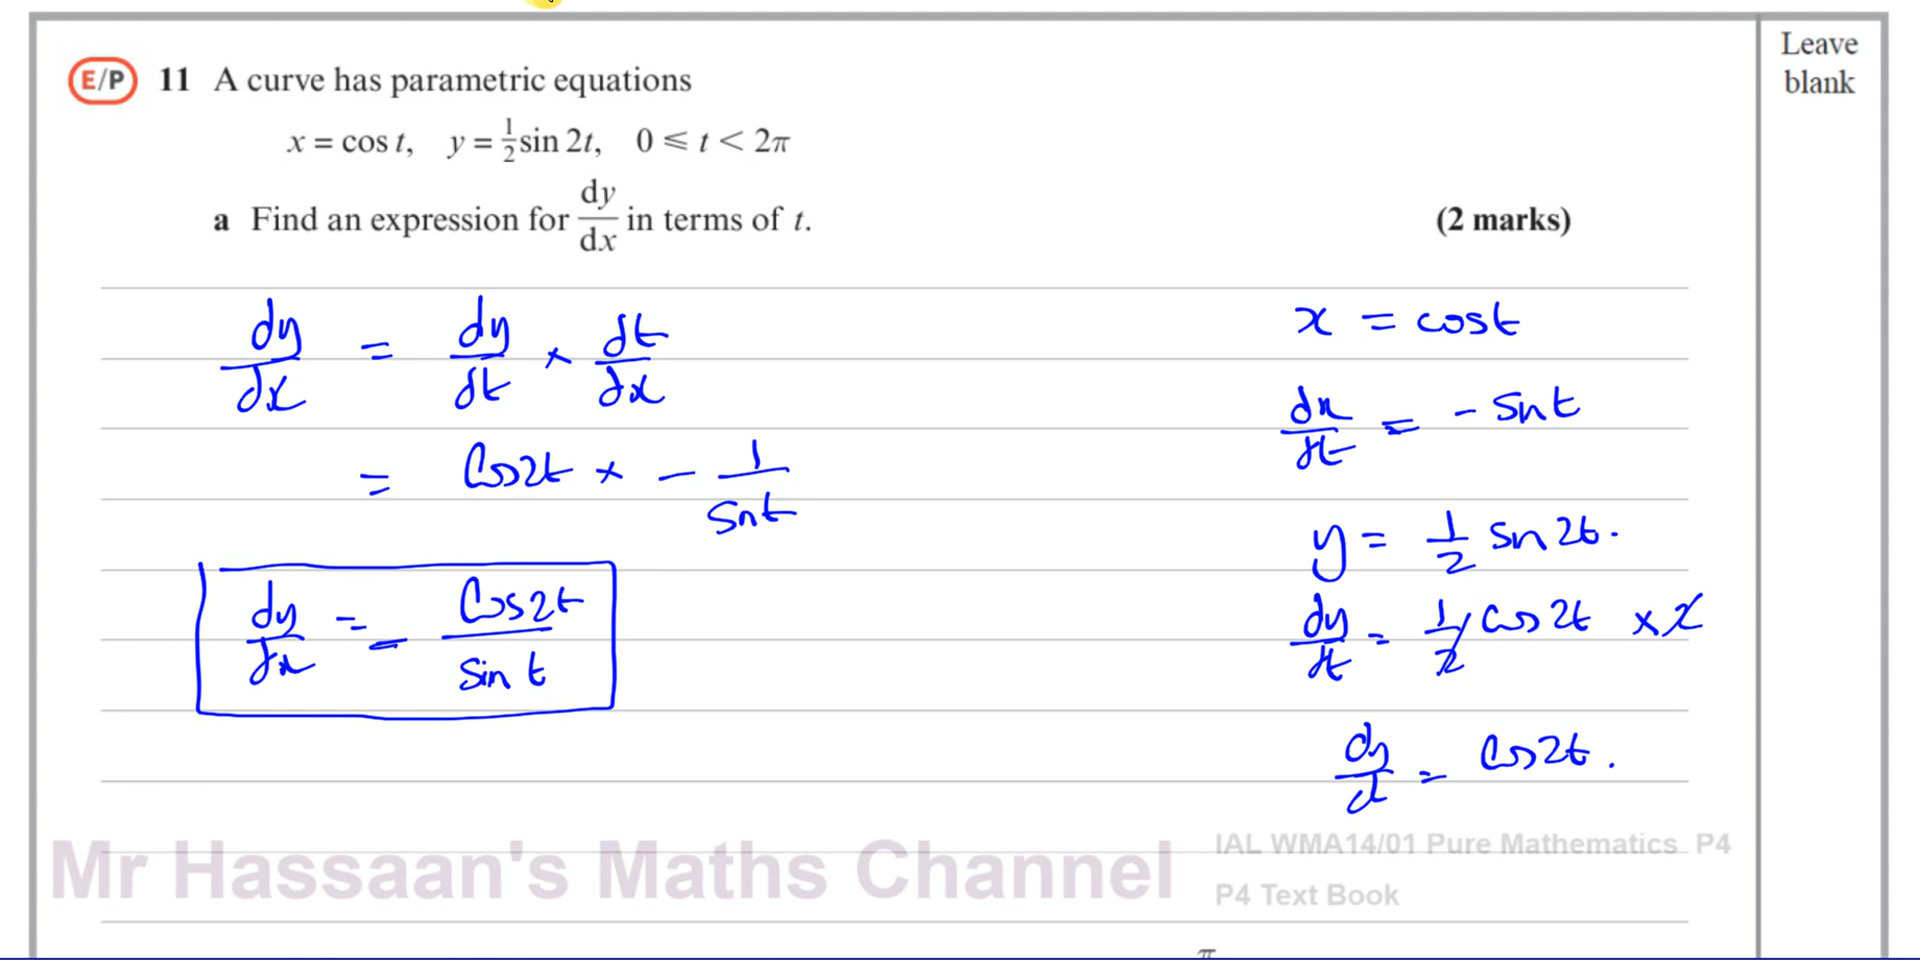 Leave
blank
E/P 11 A curve has parametric equations
x = cos t, y = 1/2 sin 2t, 0 ⩽ t < 2π
a Find an expression for dy/dx in terms of t. (2 marks)
dy/dx = dy/dt × dt/dx
= Cos2t × - 1/Sint
dy/dx = - Cos2t/Sin t
x = cost
dx/dt = - Sint
y = 1/2 Sin2t.
dy/dt = 1/2 Cos2t × 2
dy/d = Cos2t.
Mr Hassaan's Maths Channel
IAL WMA14/01 Pure Mathematics P4
P4 Text Book
π